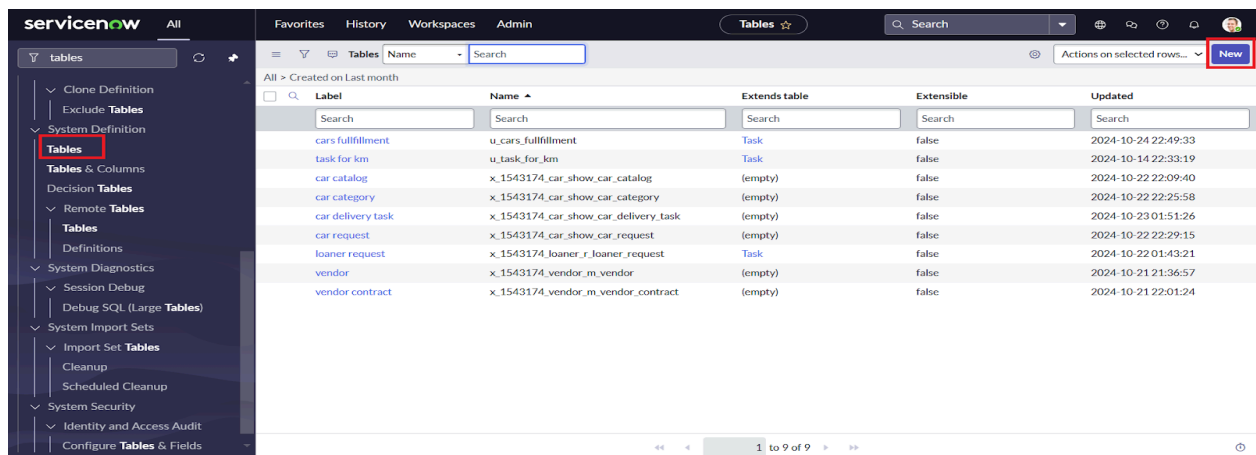 servicenow All Favorites History Workspaces Admin Tables Search
tables
Tables Name Search Actions on selected rows... New
All > Created on Last month
Clone Definition
Exclude Tables
System Definition
Tables
Tables & Columns
Decision Tables
Remote Tables
Tables
Definitions
System Diagnostics
Session Debug
Debug SQL (Large Tables)
System Import Sets
Import Set Tables
Cleanup
Scheduled Cleanup
System Security
Identity and Access Audit
Configure Tables & Fields
Label Name Extends table Extensible Updated
Search Search Search Search Search
cars fullfillment u_cars_fullfillment Task false 2024-10-24 22:49:33
task for km u_task_for_km Task false 2024-10-14 22:33:19
car catalog x_1543174_car_show_car_catalog (empty) false 2024-10-22 22:09:40
car category x_1543174_car_show_car_category (empty) false 2024-10-22 22:25:58
car delivery task x_1543174_car_show_car_delivery_task (empty) false 2024-10-23 01:51:26
car request x_1543174_car_show_car_request (empty) false 2024-10-22 22:29:15
loaner request x_1543174_loaner_r_loaner_request Task false 2024-10-22 01:43:21
vendor x_1543174_vendor_m_vendor (empty) false 2024-10-21 21:36:57
vendor contract x_1543174_vendor_m_vendor_contract (empty) false 2024-10-21 22:01:24
1 to 9 of 9